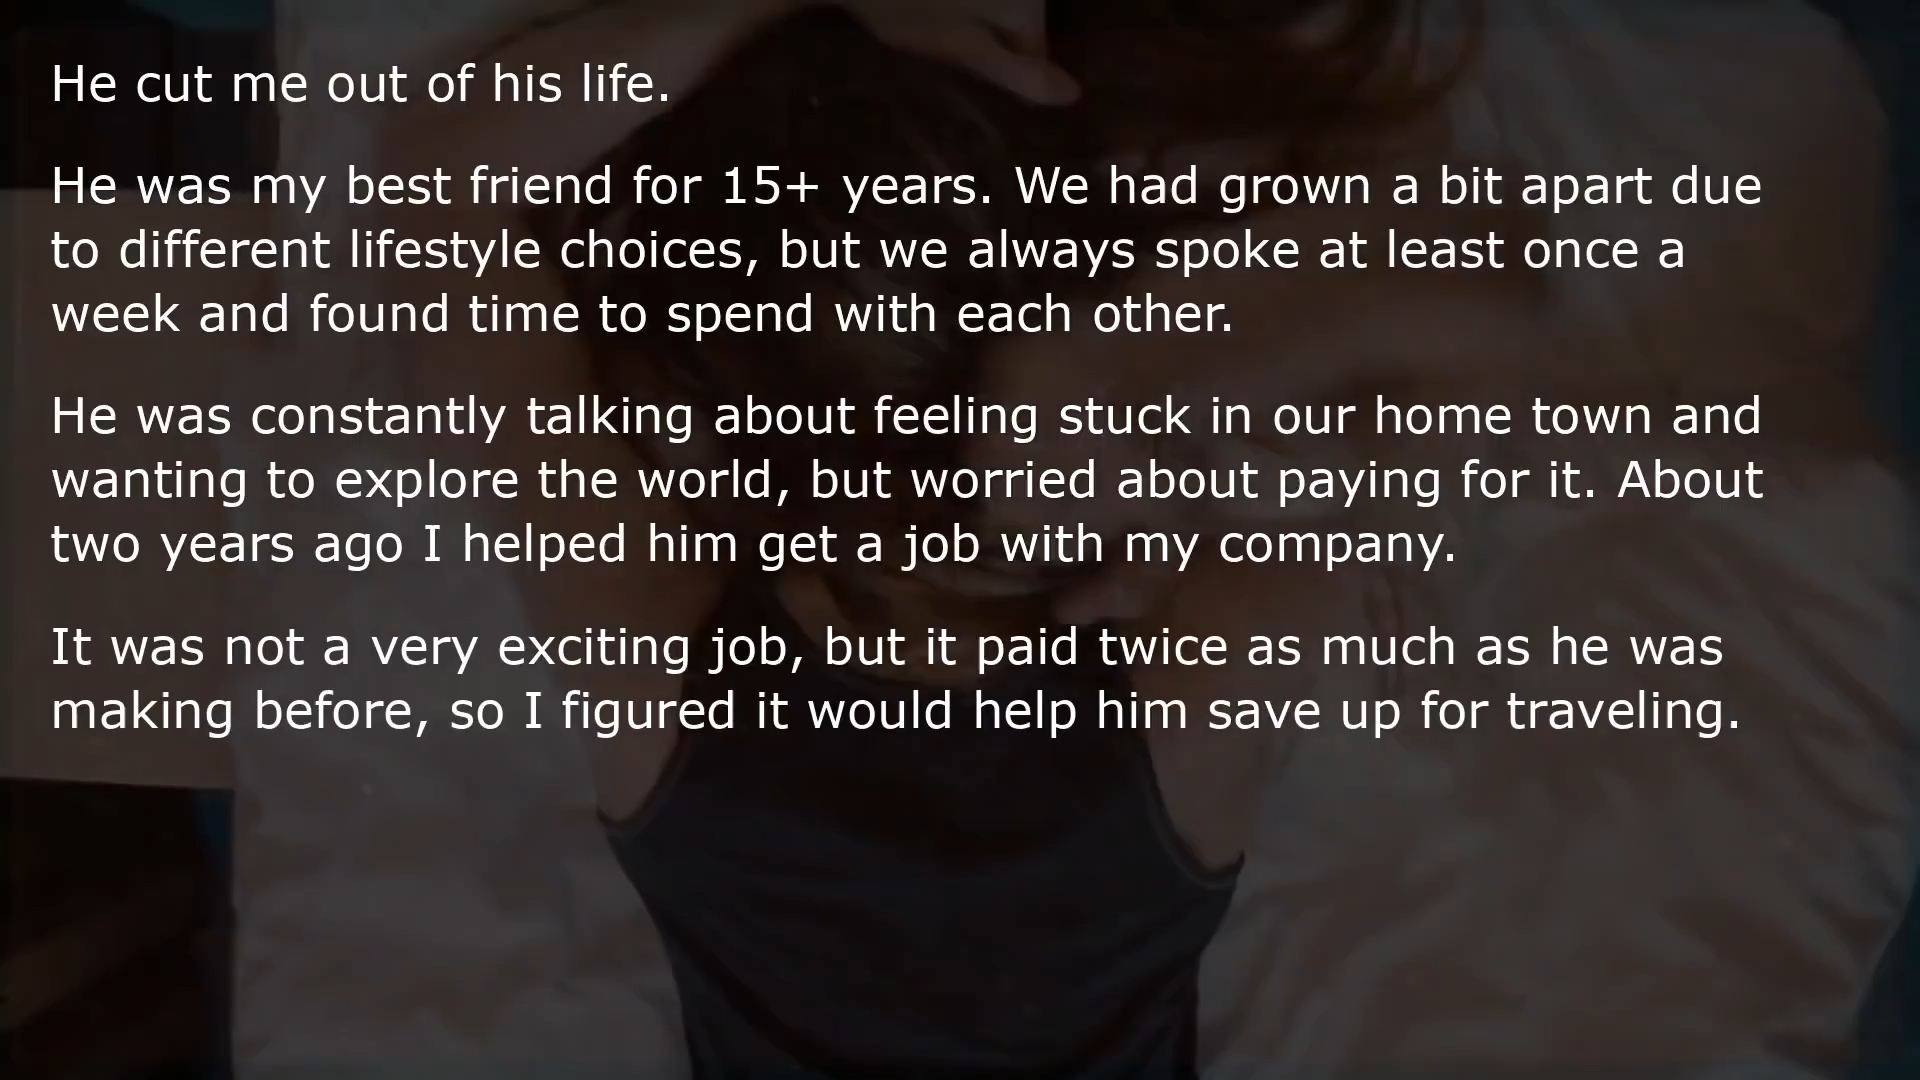 He cut me out of his life.
He was my best friend for 15+ years. We had grown a bit apart due
to different lifestyle choices, but we always spoke at least once a
week and found time to spend with each other.
He was constantly talking about feeling stuck in our home town and
wanting to explore the world, but worried about paying for it. About
two years ago I helped him get a job with my company.
It was not a very exciting job, but it paid twice as much as he was
making before, so I figured it would help him save up for traveling.